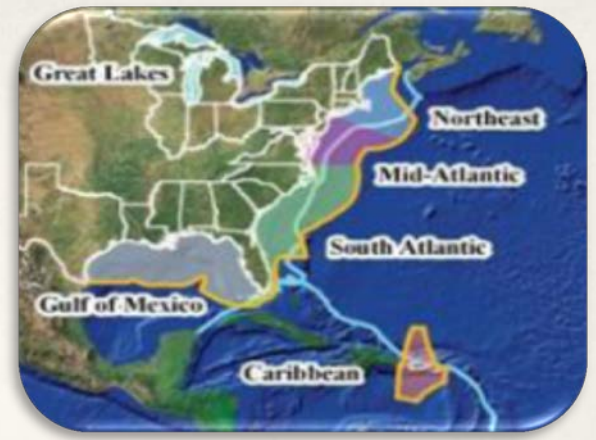 Great Lakes
Northeast
Mid-Atlantic
South Atlantic
Gulf of Mexico
Caribbean